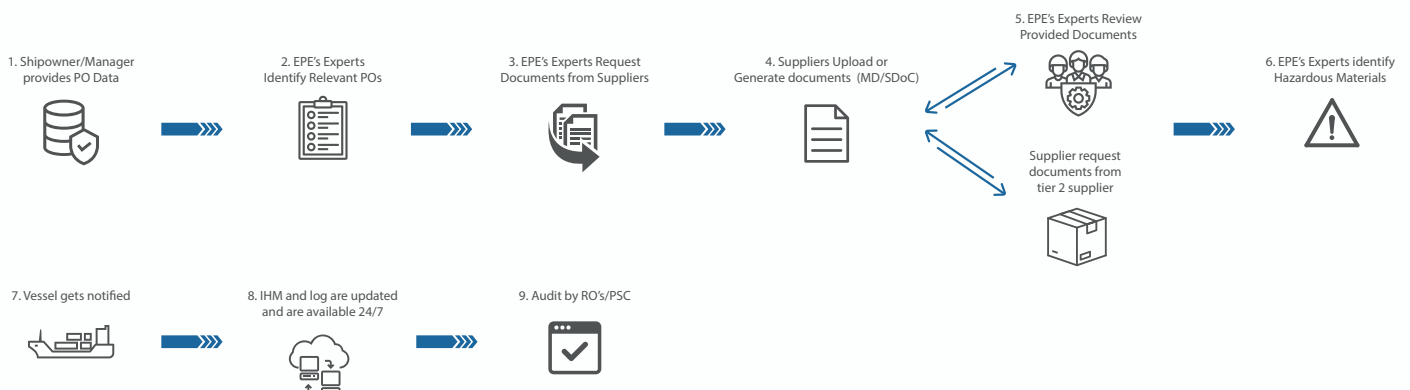 1. Shipowner/Manager
provides PO Data
2. EPE's Experts
Identify Relevant POs
3. EPE's Experts Request
Documents from Suppliers
4. Suppliers Upload or
Generate documents (MD/SDoC)
5. EPE's Experts Review
Provided Documents
Supplier request
documents from
tier 2 supplier
6. EPE's Experts identify
Hazardous Materials
7. Vessel gets notified
8. IHM and log are updated
and are available 24/7
9. Audit by RO's/PSC